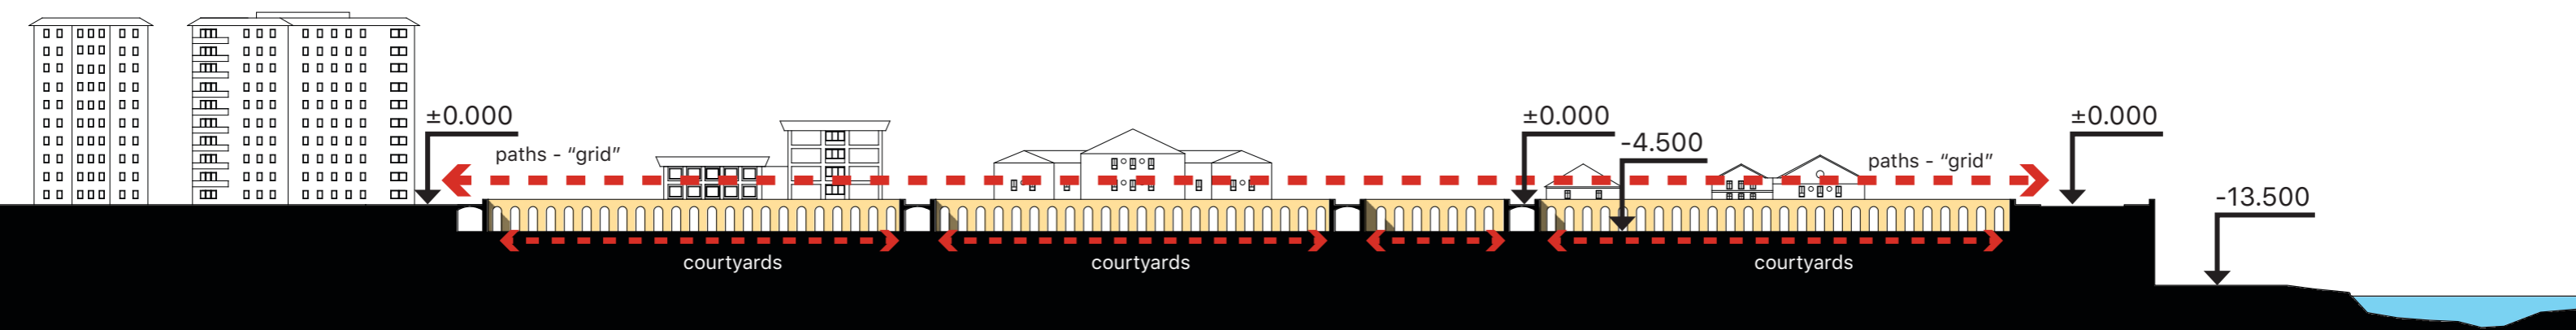 ±0.000
paths - “grid”
±0.000
-4.500
paths - “grid”
±0.000
-13.500
courtyards
courtyards
courtyards